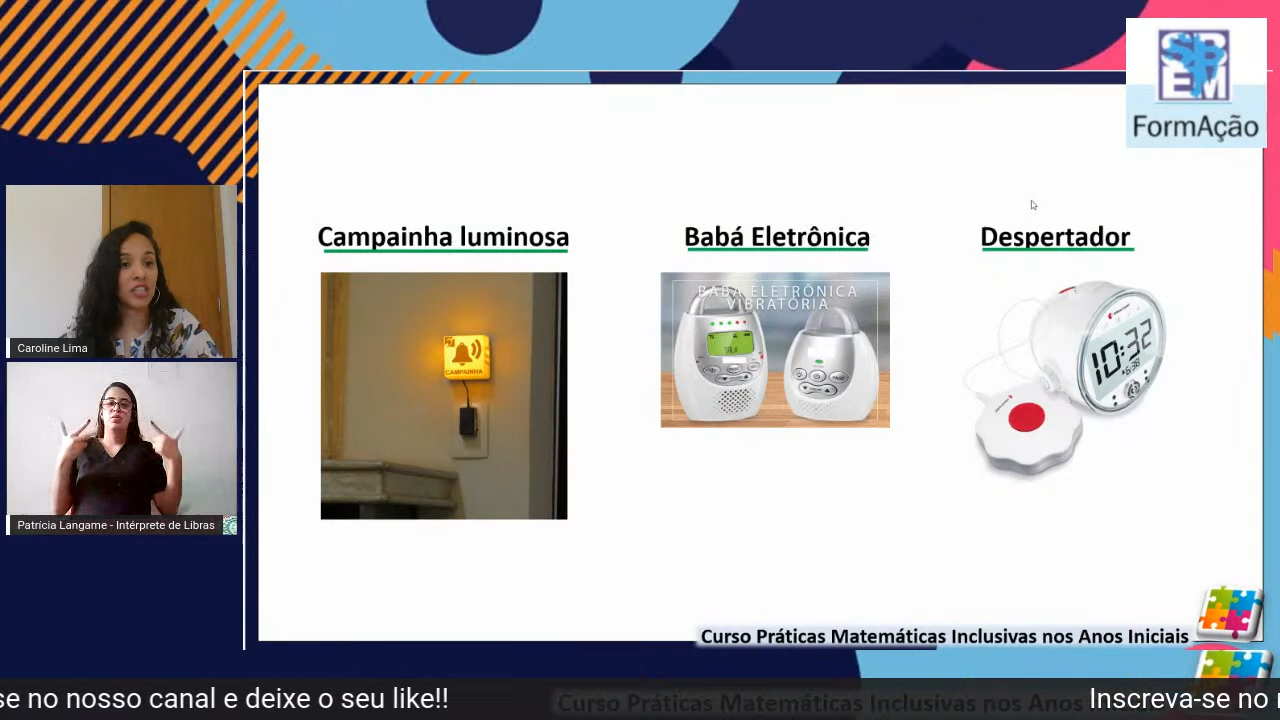 SBEM
FormAção
Campainha luminosa
Babá Eletrônica
Despertador
CAMPAINHA
BABÁ ELETRÔNICA
VIBRATÓRIA
10:32
6:38
Caroline Lima
Patrícia Langame - Intérprete de Libras
Curso Práticas Matemáticas Inclusivas nos Anos Iniciais
se no nosso canal e deixe o seu like!!
Curso Práticas Matemáticas Inclusivas nos Anos
Inscreva-se no